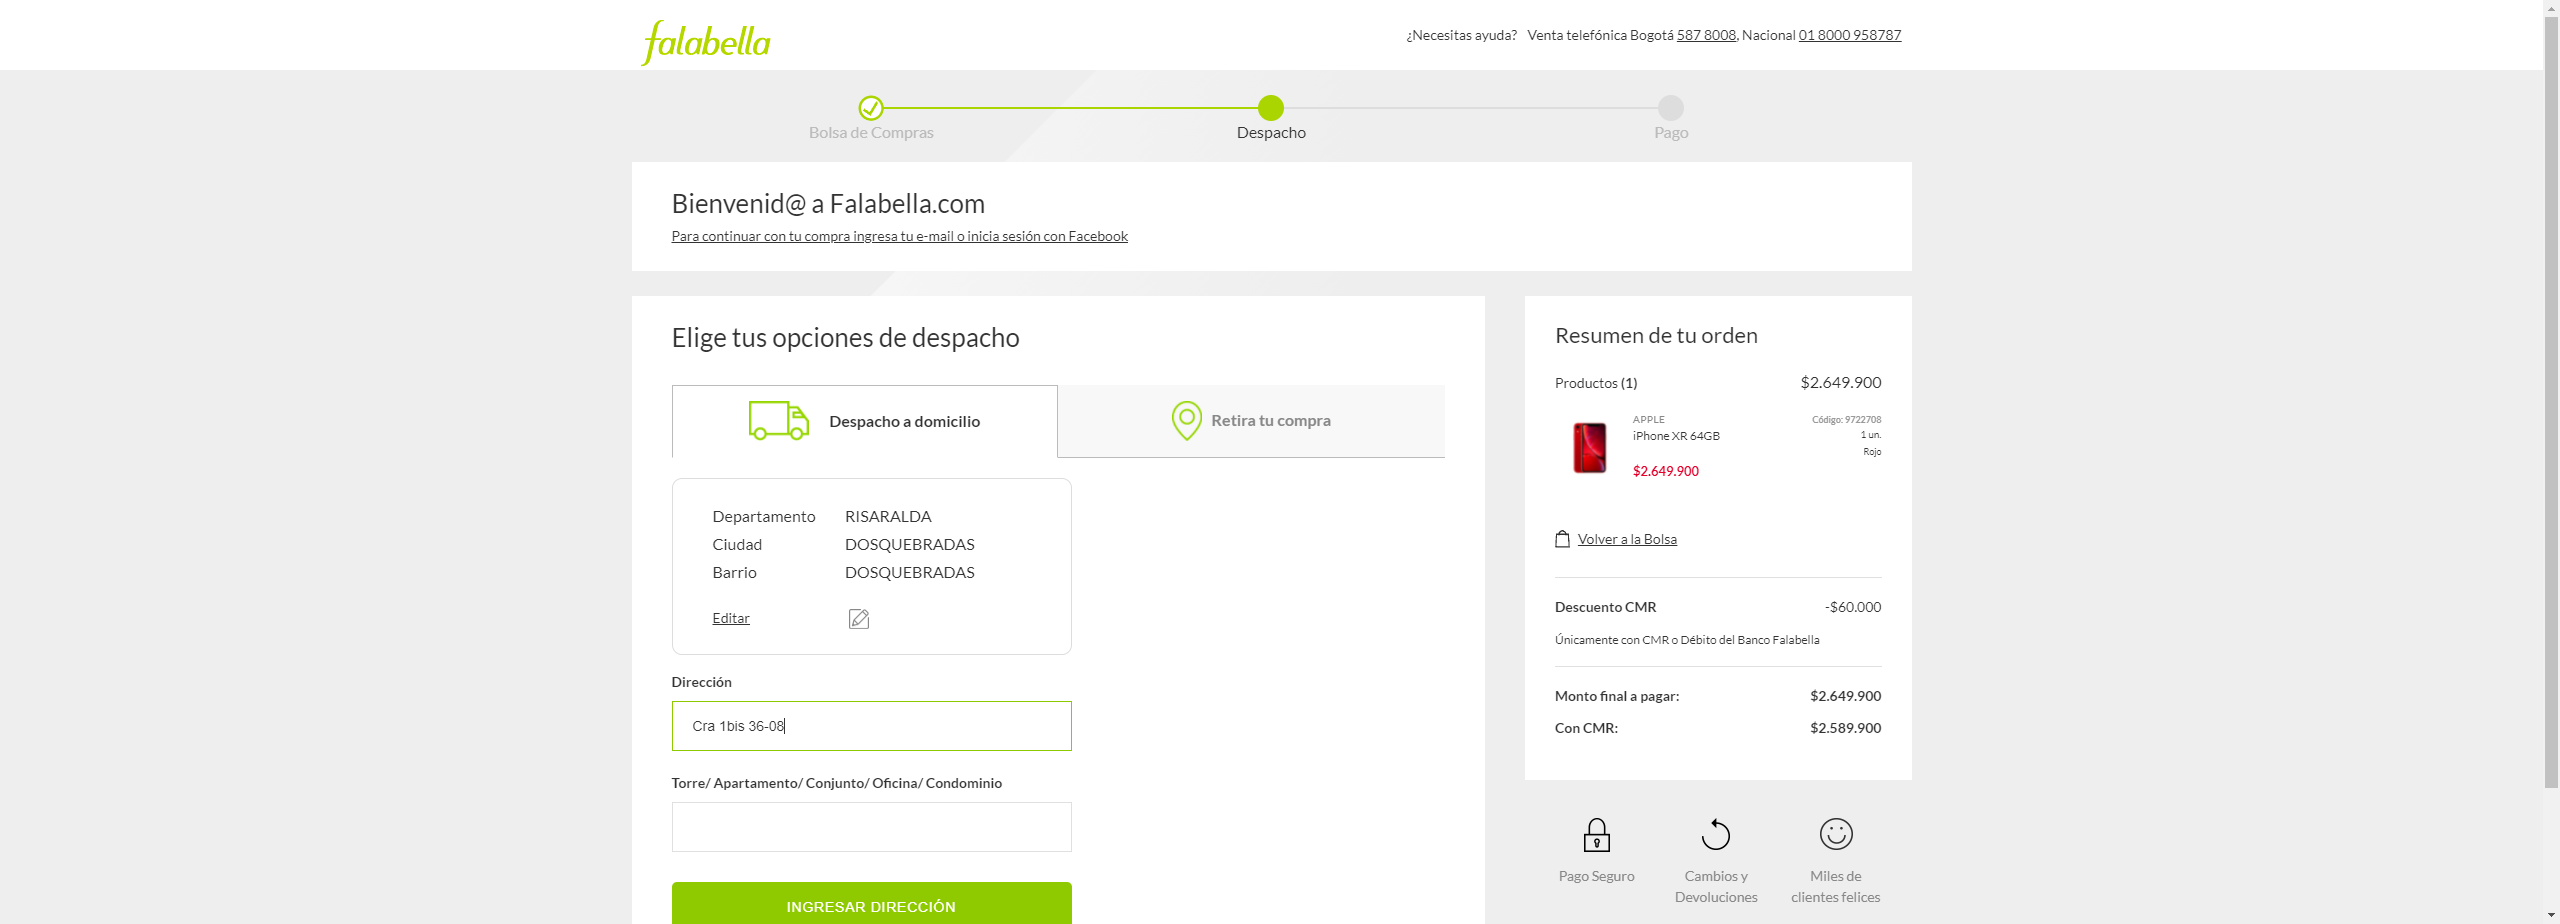 falabella
¿Necesitas ayuda? Venta telefónica Bogotá 587 8008, Nacional 01 8000 958787
Bolsa de Compras
Despacho
Pago
Bienvenid@ a Falabella.com
Para continuar con tu compra ingresa tu e-mail o inicia sesión con Facebook
Elige tus opciones de despacho
Despacho a domicilio
Retira tu compra
Departamento RISARALDA
Ciudad DOSQUEBRADAS
Barrio DOSQUEBRADAS
Editar
Dirección
Cra 1bis 36-08
Torre/ Apartamento/ Conjunto/ Oficina/ Condominio
INGRESAR DIRECCIÓN
Resumen de tu orden
Productos (1) $2.649.900
APPLE Código: 9722708
iPhone XR 64GB 1 un.
Rojo
$2.649.900
Volver a la Bolsa
Descuento CMR -$60.000
Únicamente con CMR o Débito del Banco Falabella
Monto final a pagar: $2.649.900
Con CMR: $2.589.900
Pago Seguro
Cambios y
Devoluciones
Miles de
clientes felices